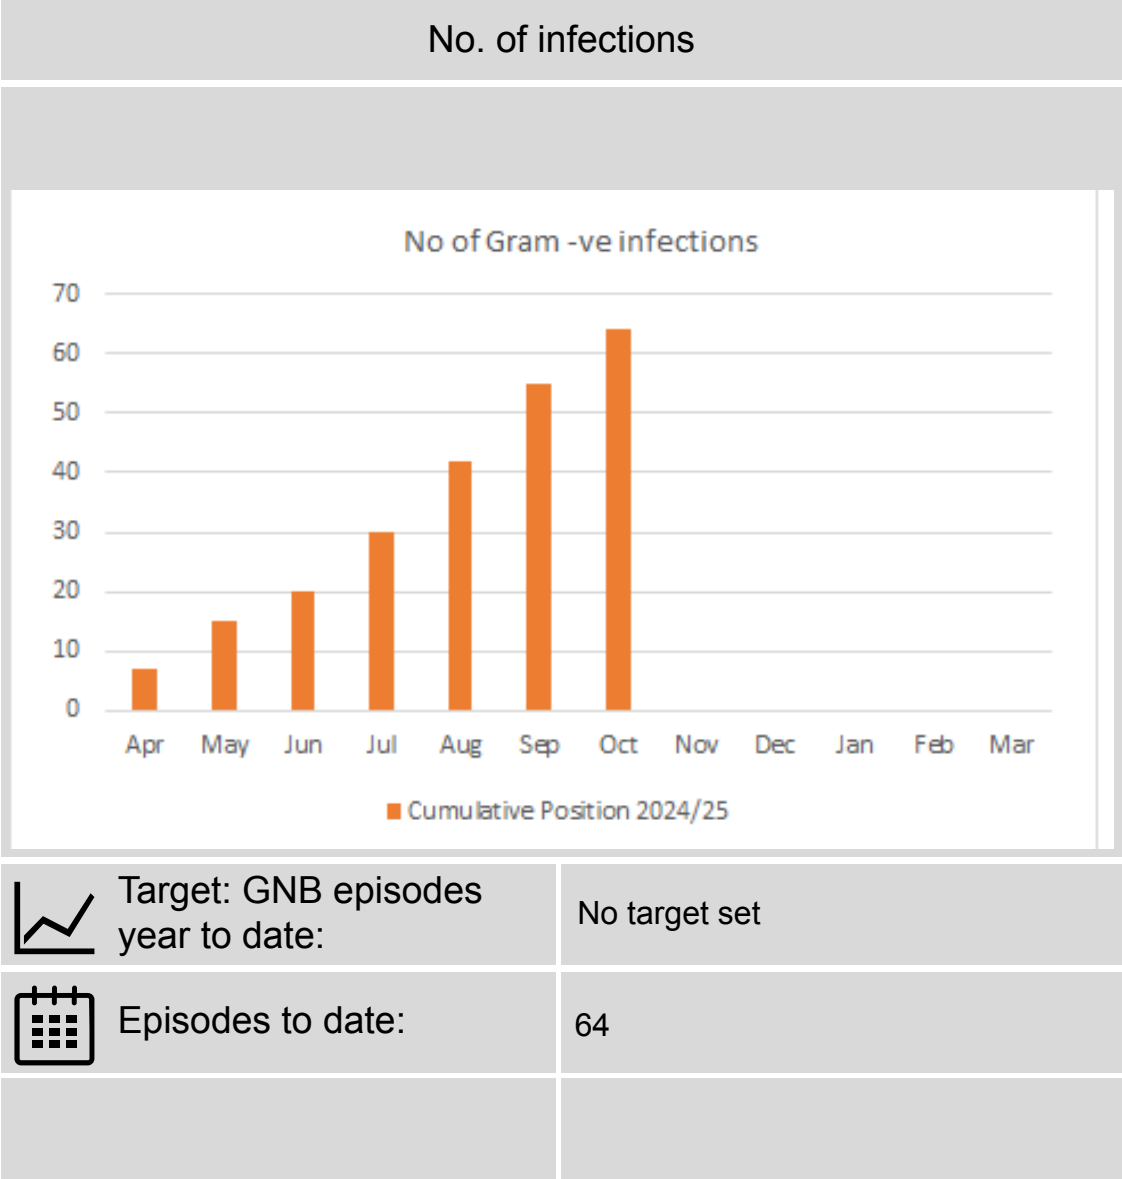 No. of infections
No of Gram -ve infections
70
60
50
40
30
20
10
0
Apr May Jun Jul Aug Sep Oct Nov Dec Jan Feb Mar
Cumulative Position 2024/25
Target: GNB episodes
year to date:
No target set
Episodes to date:
64